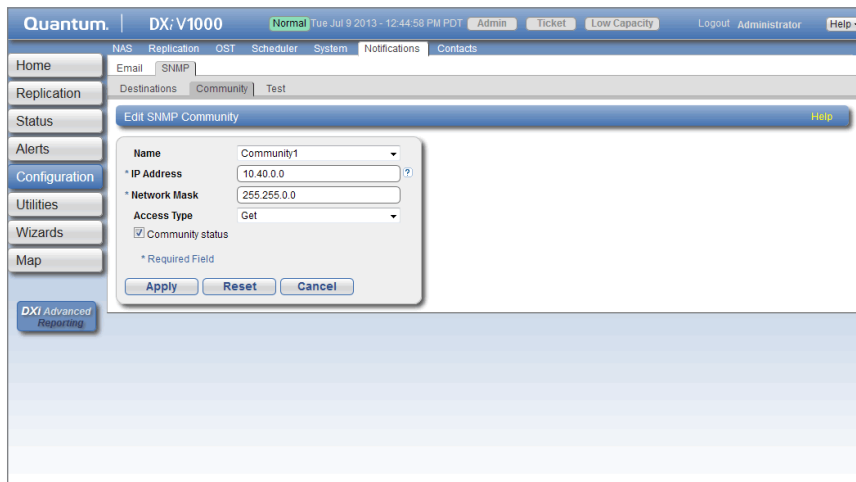 Quantum. DXi V1000 Normal Tue Jul 9 2013 - 12:44:58 PM PDT Admin Ticket Low Capacity Logout Administrator Help
NAS Replication OST Scheduler System Notifications Contacts
Home
Email SNMP
Replication
Destinations Community Test
Status
Edit SNMP Community Help
Alerts
Name Community1
Configuration
* IP Address 10.40.0.0 ?
* Network Mask 255.255.0.0
Utilities
Access Type Get
Wizards
Community status
Map
* Required Field
Apply Reset Cancel
DXi Advanced
Reporting